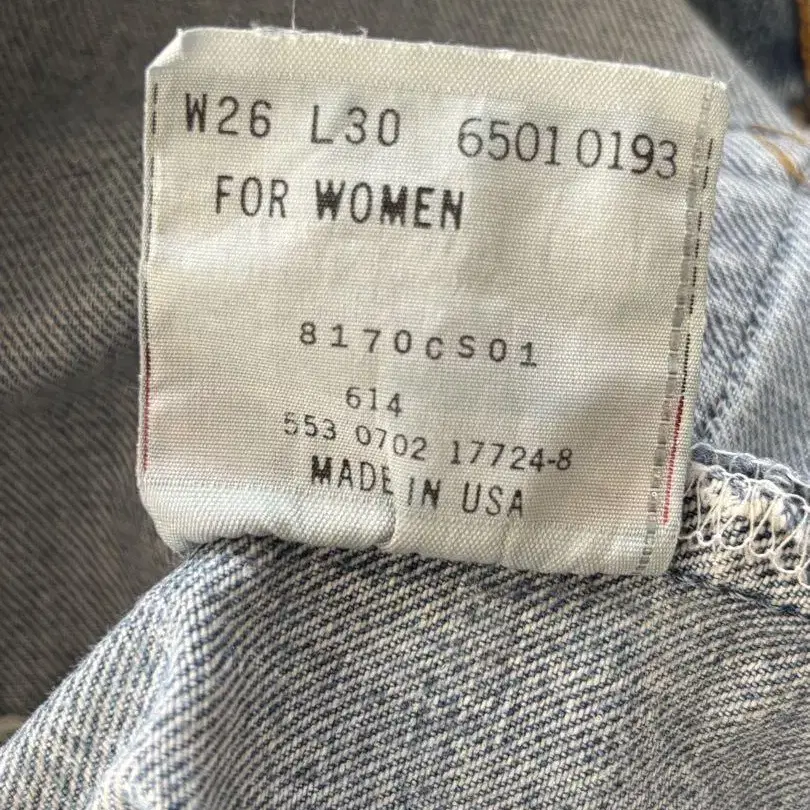 W26 L30 65010193
FOR WOMEN
8170CS01
614
553 0702 17724-8
MADE IN USA